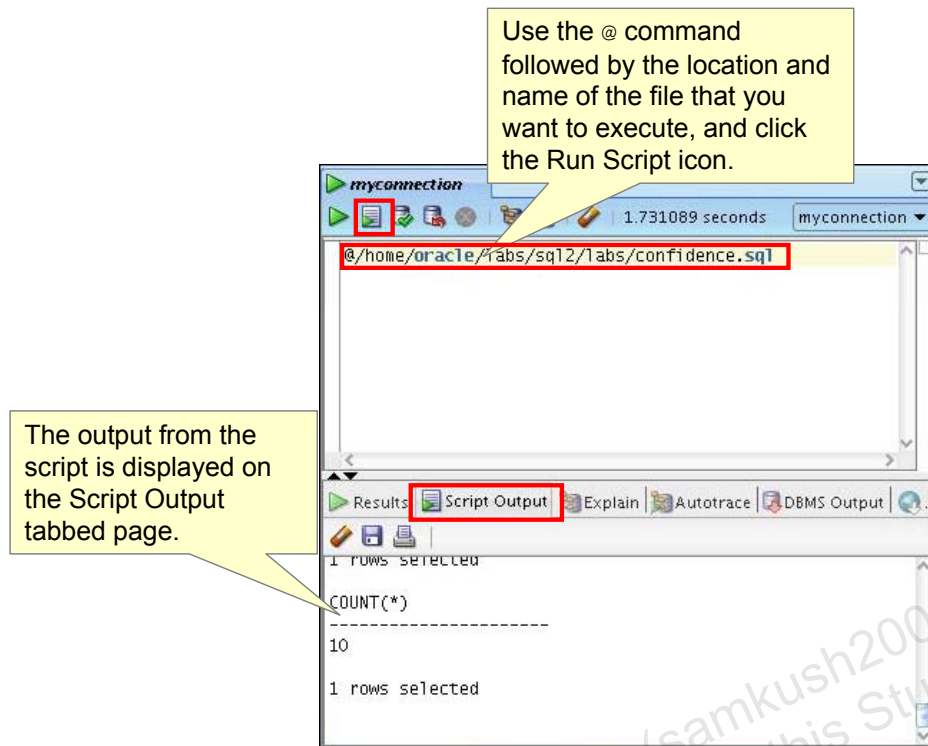 Use the @ command
followed by the location and
name of the file that you
want to execute, and click
the Run Script icon.
myconnection
1.731089 seconds
myconnection
@/home/oracle/labs/sql2/labs/confidence.sql
The output from the
script is displayed on
the Script Output
tabbed page.
Results Script Output Explain Autotrace DBMS Output
1 rows selected
COUNT(*)
----------------------
10
1 rows selected
(samkush200
this Stu